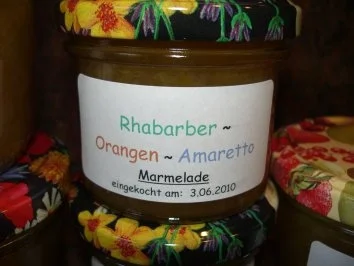 Rhabarber ~
Orangen ~ Amaretto
Marmelade
eingekocht am: 3.06.2010